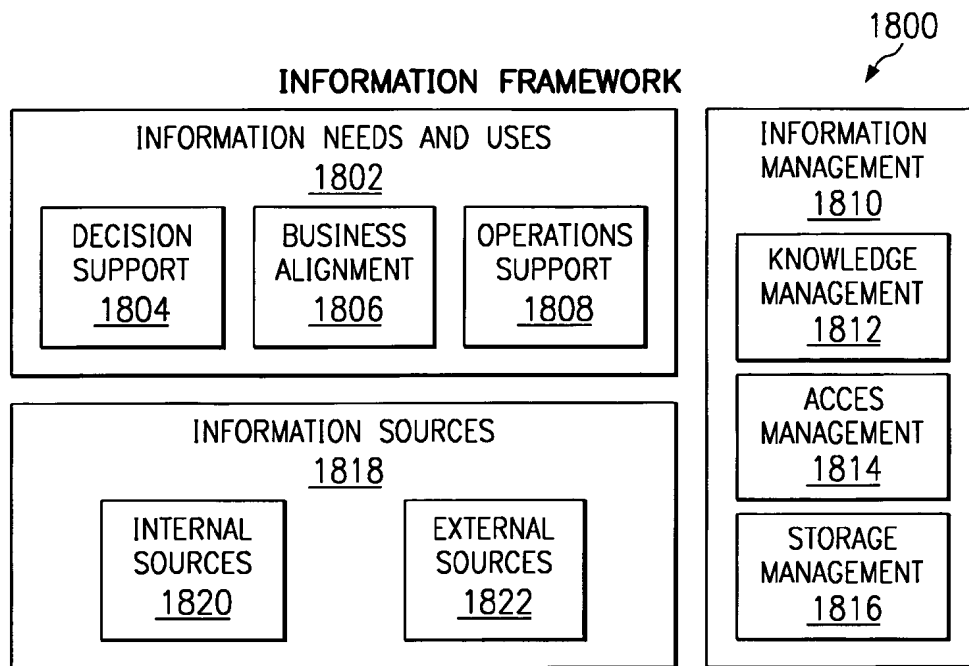 1800
INFORMATION FRAMEWORK
INFORMATION NEEDS AND USES
1802
DECISION
SUPPORT
1804
BUSINESS
ALIGNMENT
1806
OPERATIONS
SUPPORT
1808
INFORMATION SOURCES
1818
INTERNAL
SOURCES
1820
EXTERNAL
SOURCES
1822
INFORMATION
MANAGEMENT
1810
KNOWLEDGE
MANAGEMENT
1812
ACCES
MANAGEMENT
1814
STORAGE
MANAGEMENT
1816